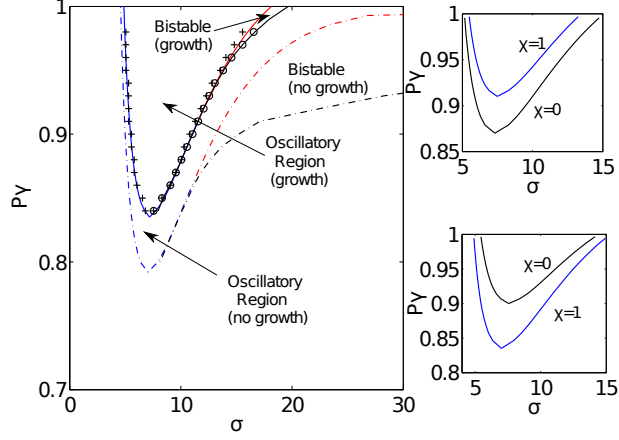 Bistable
(growth)
Bistable
(no growth)
Oscillatory
Region
(growth)
Oscillatory
Region
(no growth)
Pγ
1
0.9
0.8
0.7
0
10
20
30
σ
Pγ
1
0.95
0.9
0.85
χ=1
χ=0
5
10
15
σ
Pγ
1
0.95
0.9
0.85
0.8
χ=0
χ=1
5
10
15
σ